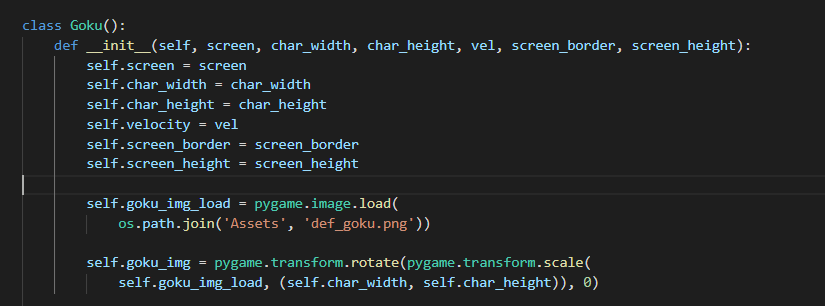 class Goku():
    def __init__(self, screen, char_width, char_height, vel, screen_border, screen_height):
        self.screen = screen
        self.char_width = char_width
        self.char_height = char_height
        self.velocity = vel
        self.screen_border = screen_border
        self.screen_height = screen_height

        self.goku_img_load = pygame.image.load(
            os.path.join('Assets', 'def_goku.png'))

        self.goku_img = pygame.transform.rotate(pygame.transform.scale(
            self.goku_img_load, (self.char_width, self.char_height)), 0)